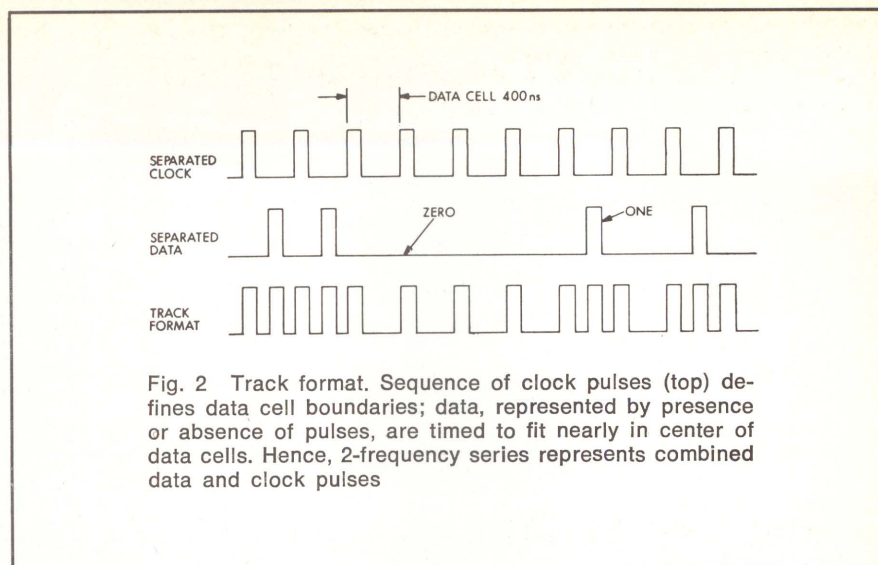 DATA CELL 400ns
SEPARATED
CLOCK
ZERO
ONE
SEPARATED
DATA
TRACK
FORMAT
Fig. 2 Track format. Sequence of clock pulses (top) de-
fines data cell boundaries; data, represented by presence
or absence of pulses, are timed to fit nearly in center of
data cells. Hence, 2-frequency series represents combined
data and clock pulses